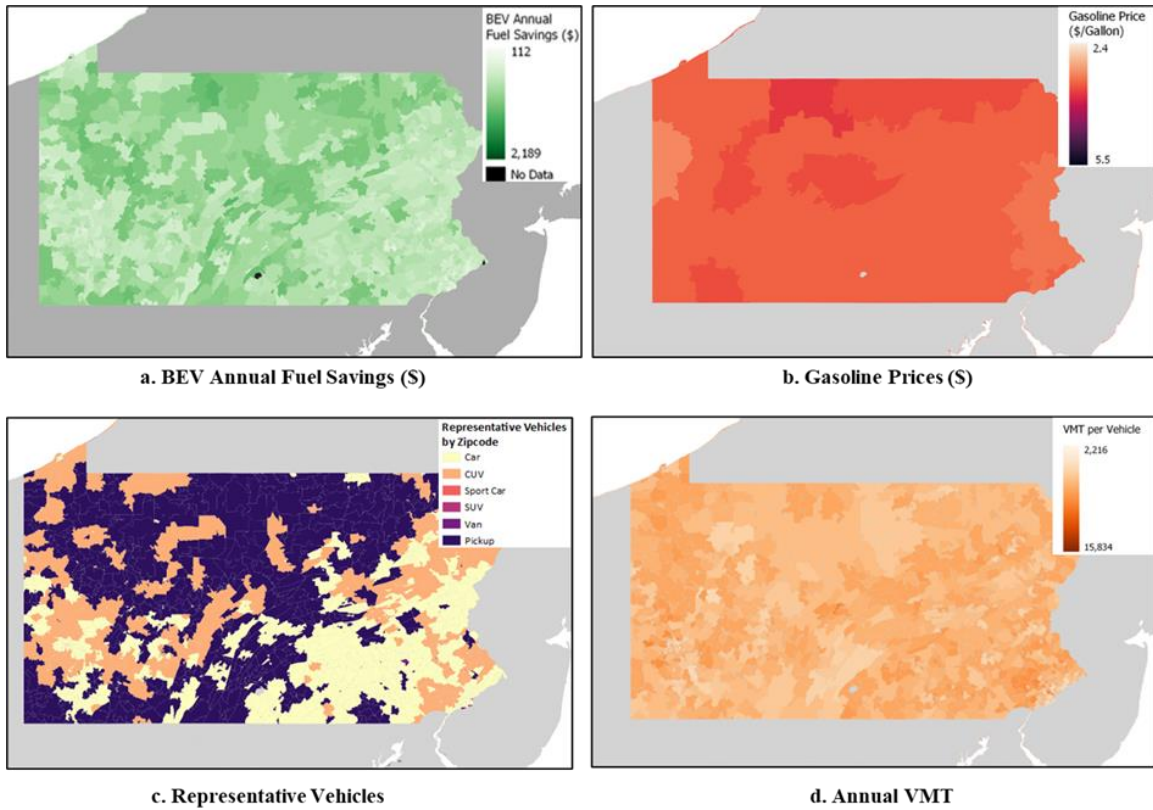 BEV Annual
Fuel Savings ($)
112
2,189
No Data
a. BEV Annual Fuel Savings ($)
Gasoline Price
($/Gallon)
2.4
5.5
b. Gasoline Prices ($)
Representative Vehicles
by Zipcode
Car
CUV
Sport Car
SUV
Van
Pickup
c. Representative Vehicles
VMT per Vehicle
2,216
15,834
d. Annual VMT